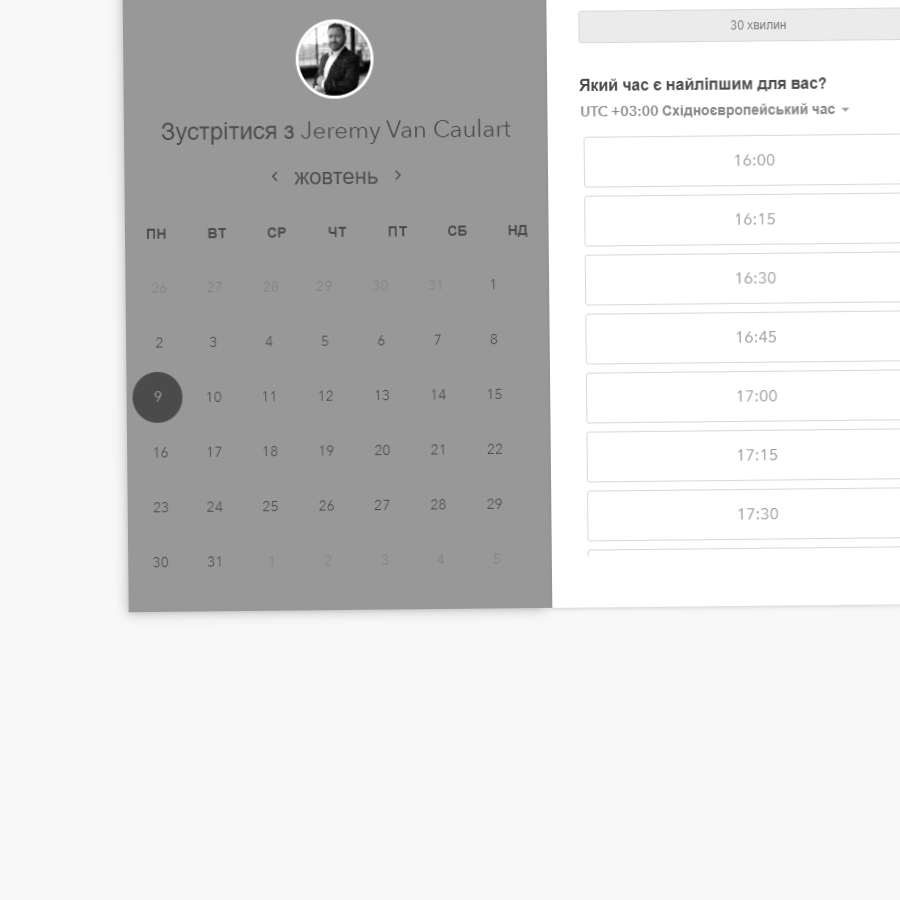 Зустрітися з Jeremy Van Caulart
жовтень
ПН ВТ СР ЧТ ПТ СБ НД
26 27 28 29 30 31 1
2 3 4 5 6 7 8
9 10 11 12 13 14 15
16 17 18 19 20 21 22
23 24 25 26 27 28 29
30 31 1 2 3 4 5
30 хвилин
Який час є найліпшим для вас?
UTC +03:00 Східноєвропейський час
16:00
16:15
16:30
16:45
17:00
17:15
17:30